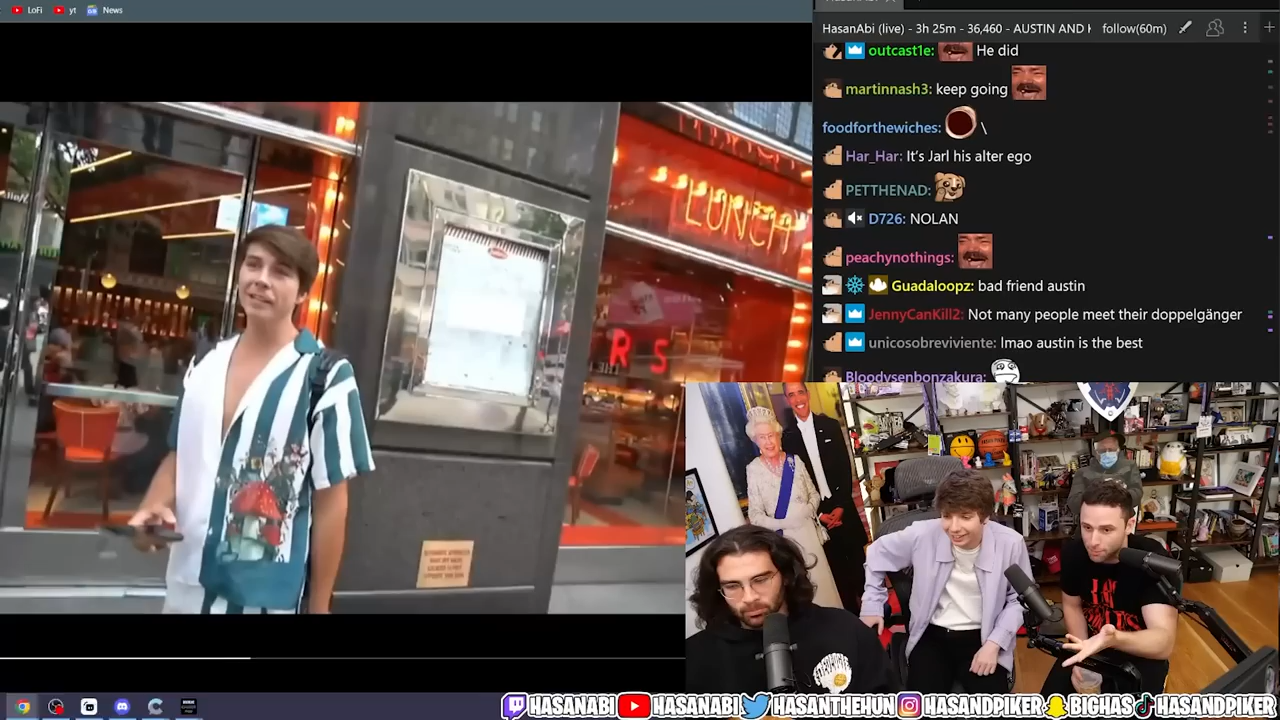 LoFi
yt
News
HasanAbi (live) - 3h 25m - 36,460 - AUSTIN AND
follow(60m)
outcast1e: He did
martinnash3: keep going
foodforthewiches: \
Har_Har: It's Jarl his alter ego
PETTHENAD:
D726: NOLAN
peachynothings:
Guadaloopz: bad friend austin
JennyCanKill2: Not many people meet their doppelgänger
unicosobreviviente: lmao austin is the best
Bloodysenbonzakura:
LUNCH
RS
HASANABI
HASANABI
HASANTHEHUN
HASANDPIKER
BIGHAS
HASANDPIKER